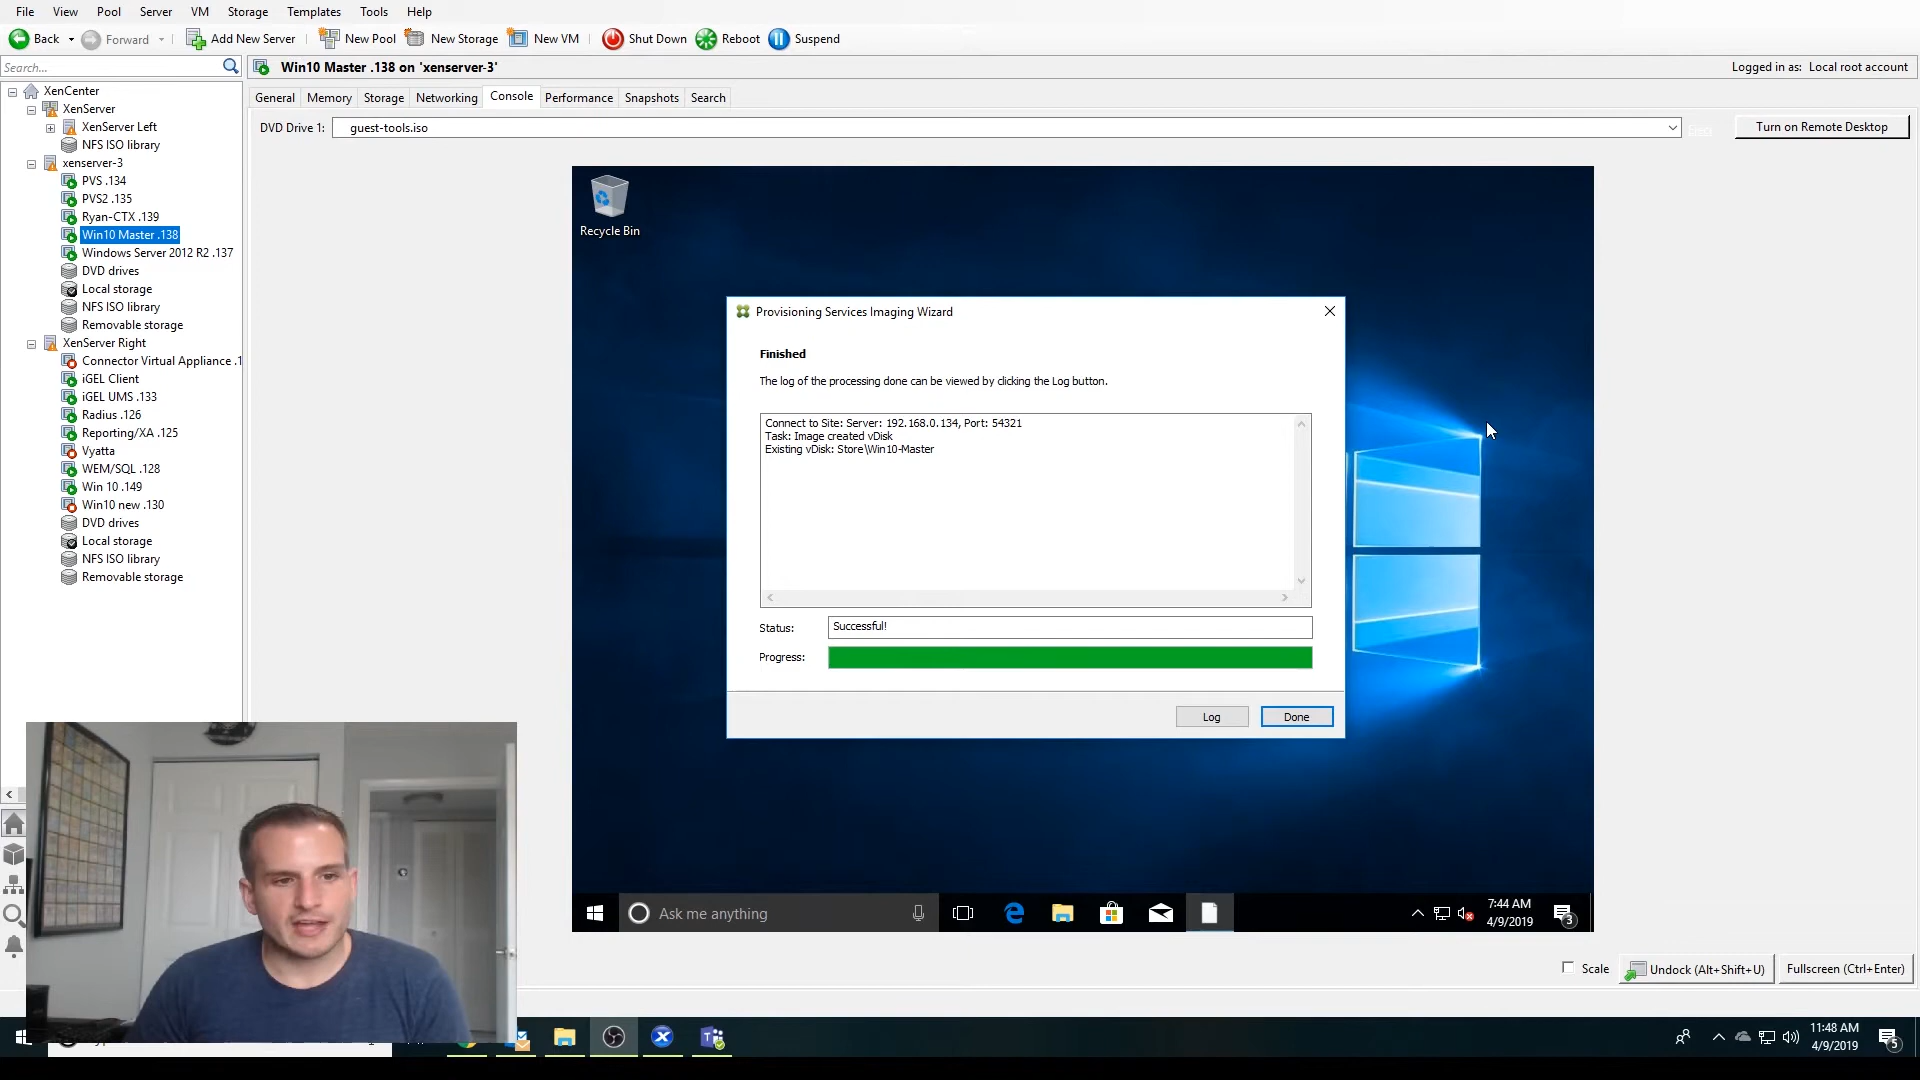 File View Pool Server VM Storage Templates Tools Help
Back Forward Add New Server New Pool New Storage New VM Shut Down Reboot Suspend
Search...
Win10 Master .138 on 'xenserver-3'
Logged in as: Local root account
XenCenter
XenServer
XenServer Left
NFS ISO library
xenserver-3
PVS .134
PVS2 .135
Ryan-CTX .139
Win10 Master .138
Windows Server 2012 R2 .137
DVD drives
Local storage
NFS ISO library
Removable storage
XenServer Right
Connector Virtual Appliance .1
iGEL Client
iGEL UMS .133
Radius .126
Reporting/XA .125
Vyatta
WEM/SQL .128
Win 10 .149
Win10 new .130
DVD drives
Local storage
NFS ISO library
Removable storage
General Memory Storage Networking Console Performance Snapshots Search
DVD Drive 1: guest-tools.iso
Eject
Turn on Remote Desktop
Recycle Bin
Provisioning Services Imaging Wizard
Finished
The log of the processing done can be viewed by clicking the Log button.
Connect to Site: Server: 192.168.0.134, Port: 54321
Task: Image created vDisk
Existing vDisk: Store\Win10-Master
Status: Successful!
Progress:
Log Done
Ask me anything
7:44 AM
4/9/2019
3
Scale
Undock (Alt+Shift+U)
Fullscreen (Ctrl+Enter)
11:48 AM
4/9/2019
5